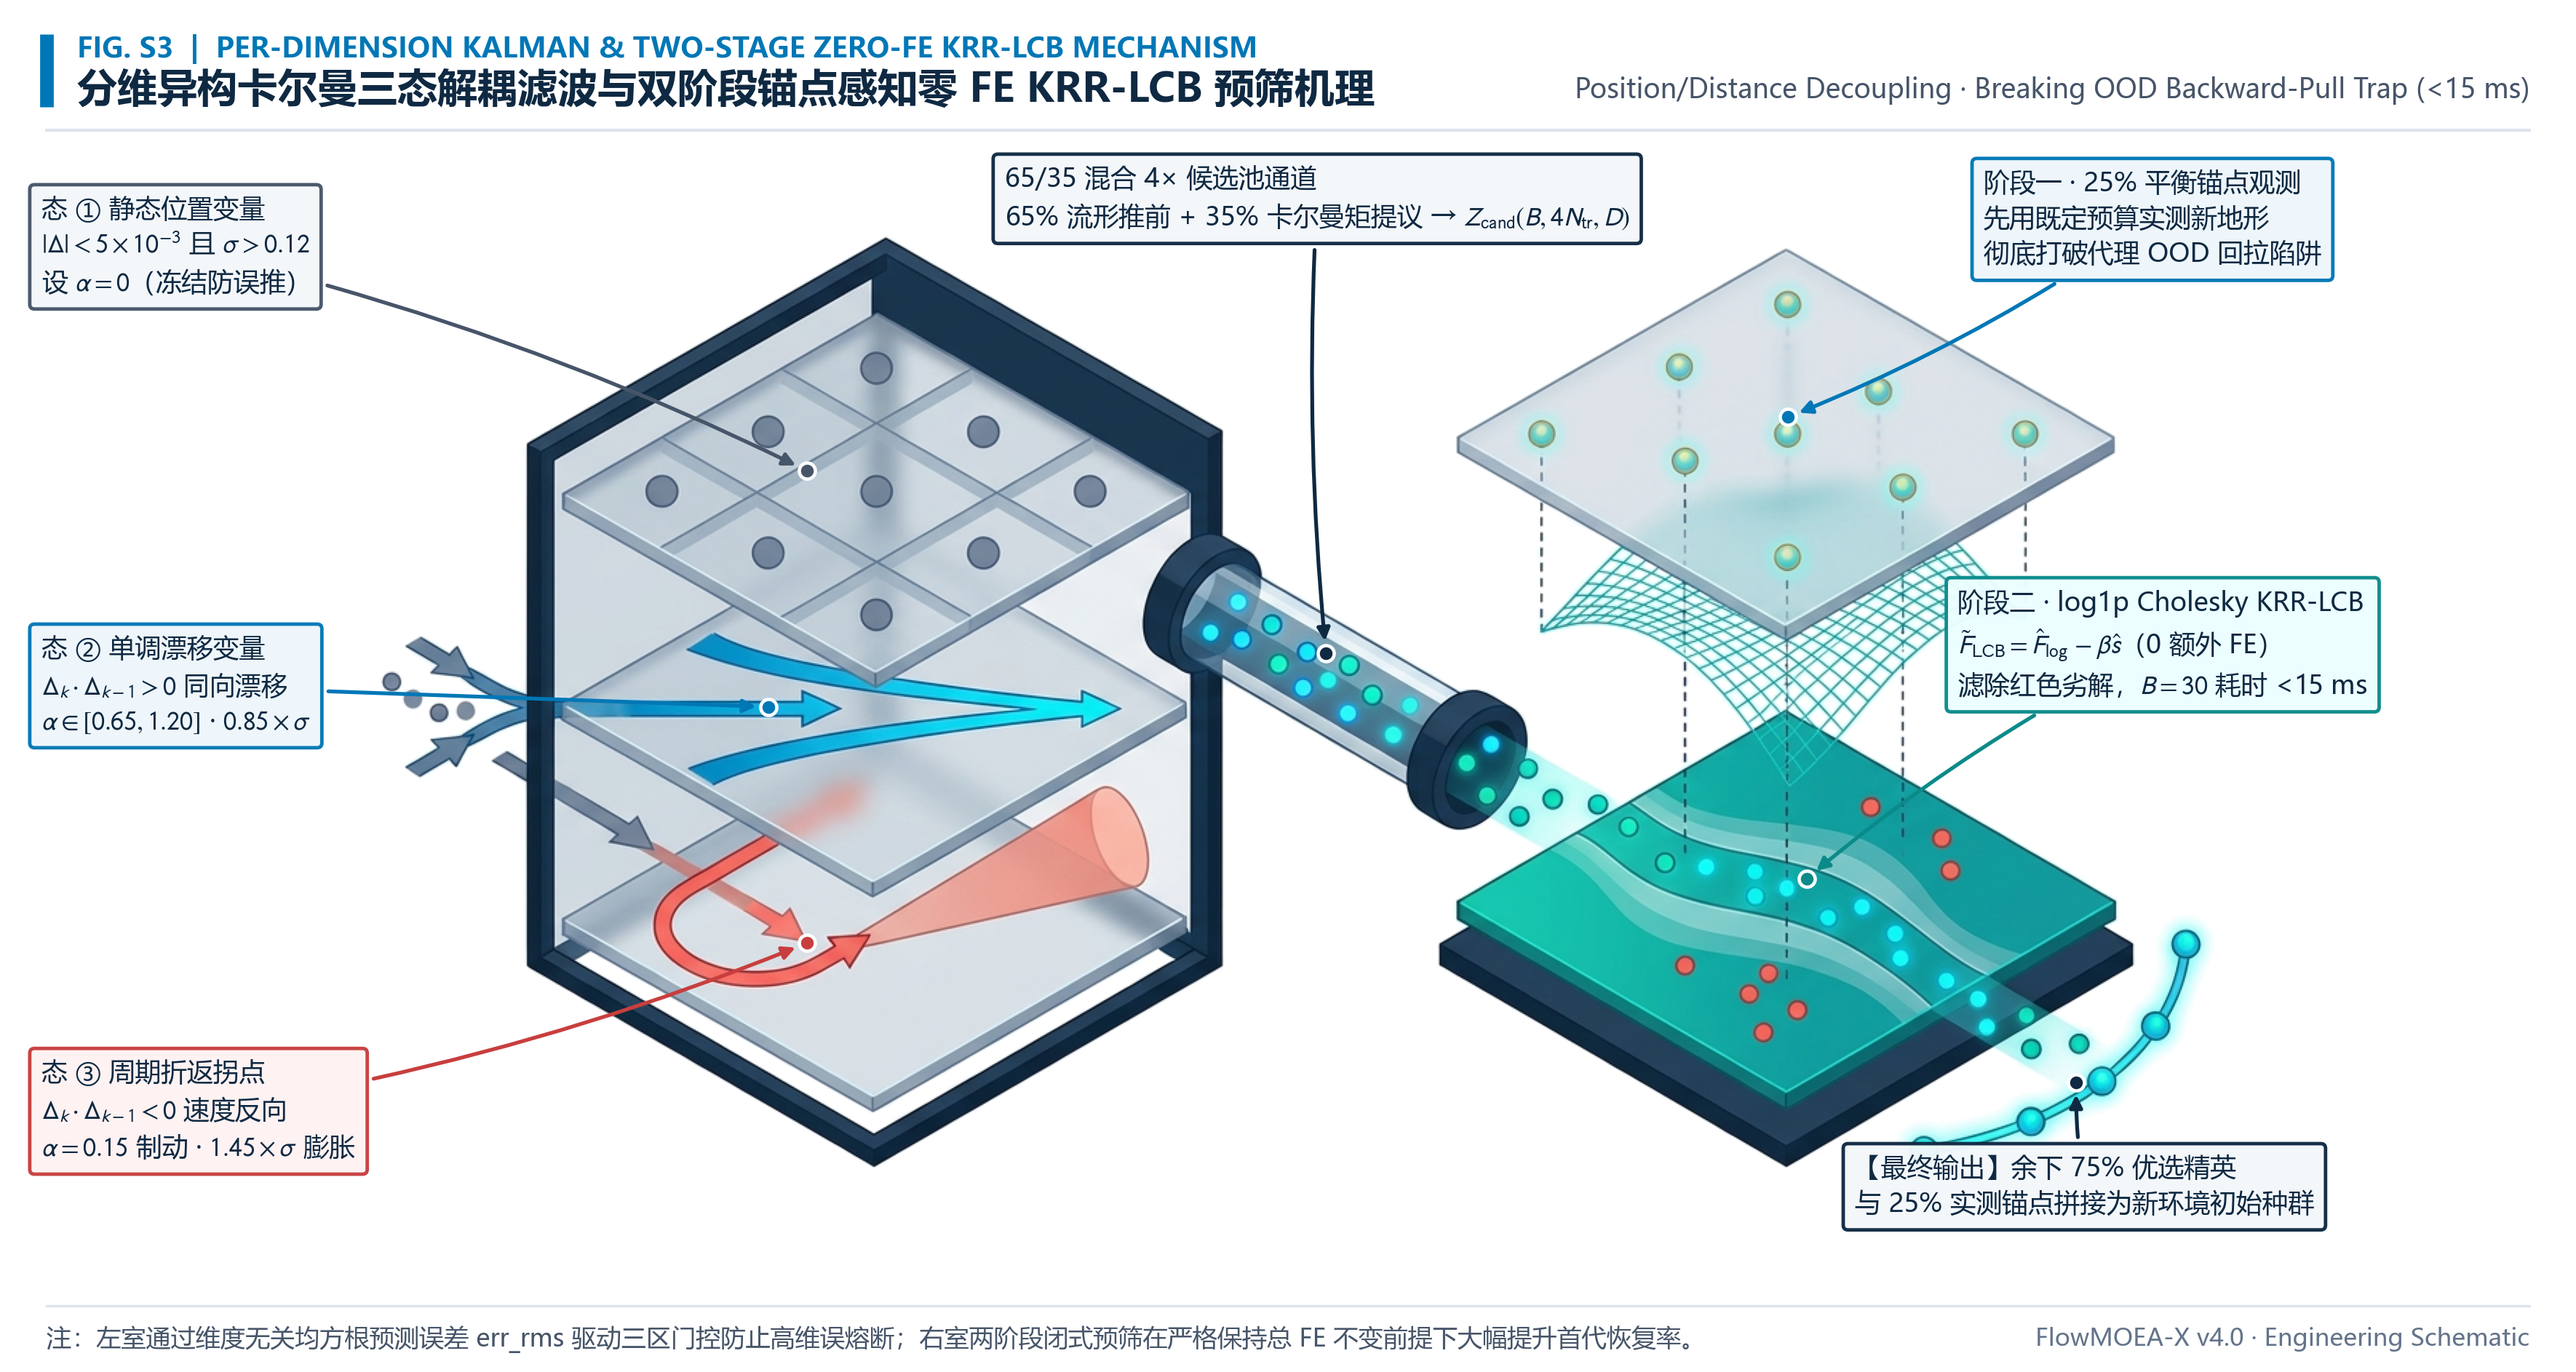 FIG. S3 | PER-DIMENSION KALMAN & TWO-STAGE ZERO-FE KRR-LCB MECHANISM
分维异构卡尔曼三态解耦滤波与双阶段锚点感知零 FE KRR-LCB 预筛机理
Position/Distance Decoupling · Breaking OOD Backward-Pull Trap (<15 ms)
态 ① 静态位置变量
|Δ| < 5×10⁻³ 且 σ > 0.12
设 α=0（冻结防误推）
65/35 混合 4× 候选池通道
65% 流形推前 + 35% 卡尔曼矩提议 → Z_cand(B, 4N_tr, D)
阶段一 · 25% 平衡锚点观测
先用既定预算实测新地形
彻底打破代理 OOD 回拉陷阱
态 ② 单调漂移变量
Δ_k · Δ_{k−1} > 0 同向漂移
α∈[0.65, 1.20] · 0.85×σ
阶段二 · log1p Cholesky KRR-LCB
F̃_LCB = F̂_log − βŝ（0 额外 FE）
滤除红色劣解，B=30 耗时 <15 ms
态 ③ 周期折返拐点
Δ_k · Δ_{k−1} < 0 速度反向
α=0.15 制动 · 1.45×σ 膨胀
【最终输出】余下 75% 优选精英
与 25% 实测锚点拼接为新环境初始种群
注：左室通过维度无关均方根预测误差 err_rms 驱动三区门控防止高维误熔断；右室两阶段闭式预筛在严格保持总 FE 不变前提下大幅提升首代恢复率。
FlowMOEA-X v4.0 · Engineering Schematic